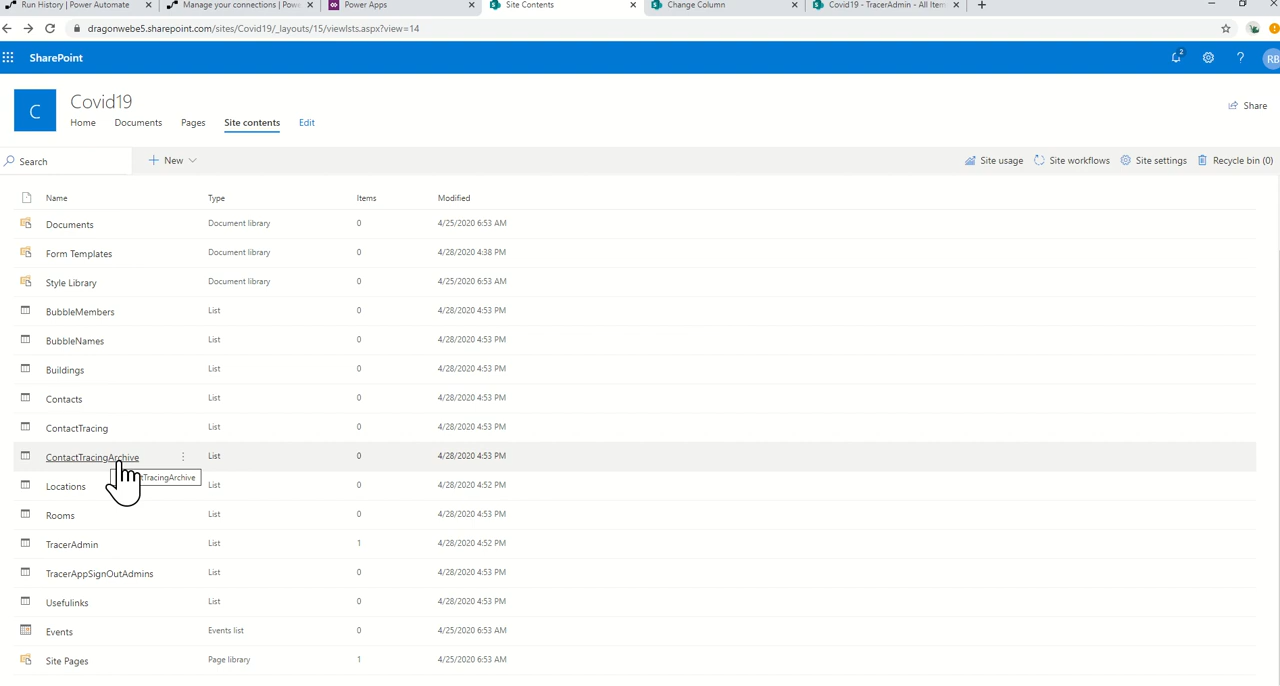 Run History | Power Automate
Manage your connections | Power
Power Apps
Site Contents
Change Column
Covid19 - TracerAdmin - All Item
dragonwebe5.sharepoint.com/sites/Covid19/_layouts/15/viewlsts.aspx?view=14
SharePoint
2
?
RB
C
Covid19
Share
Home Documents Pages Site contents Edit
Search
New
Site usage Site workflows Site settings Recycle bin (0)
Name Type Items Modified
Documents Document library 0 4/25/2020 6:53 AM
Form Templates Document library 0 4/28/2020 4:38 PM
Style Library Document library 0 4/25/2020 6:53 AM
BubbleMembers List 0 4/28/2020 4:53 PM
BubbleNames List 0 4/28/2020 4:53 PM
Buildings List 0 4/28/2020 4:53 PM
Contacts List 0 4/28/2020 4:53 PM
ContactTracing List 0 4/28/2020 4:53 PM
ContactTracingArchive List 0 4/28/2020 4:53 PM
tTracingArchive
Locations List 0 4/28/2020 4:52 PM
Rooms List 0 4/28/2020 4:53 PM
TracerAdmin List 1 4/28/2020 4:52 PM
TracerAppSignOutAdmins List 0 4/28/2020 4:53 PM
Usefulinks List 0 4/28/2020 4:53 PM
Events Events list 0 4/25/2020 6:53 AM
Site Pages Page library 1 4/25/2020 6:53 AM